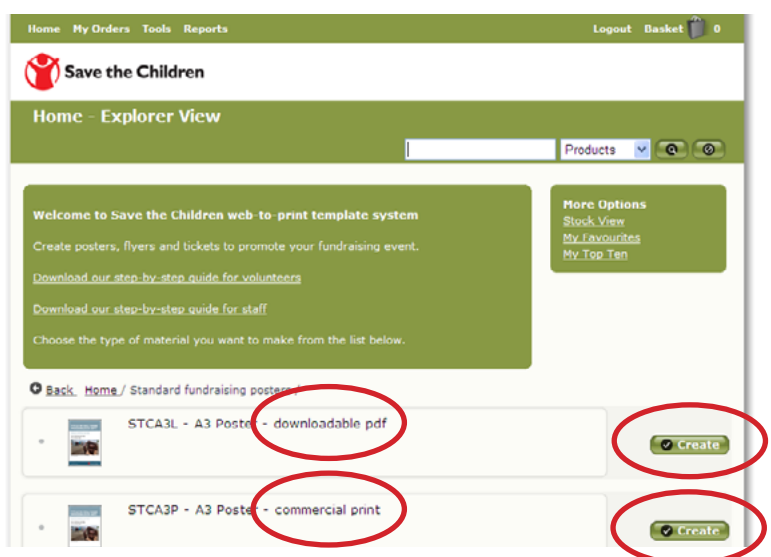 Home My Orders Tools Reports Logout Basket 0
Save the Children
Home - Explorer View
Products
Welcome to Save the Children web-to-print template system
Create posters, flyers and tickets to promote your fundraising event.
Download our step-by-step guide for volunteers
Download our step-by-step guide for staff
Choose the type of material you want to make from the list below.
More Options
Stock View
My Favourites
My Top Ten
Back Home / Standard fundraising posters /
STCA3L - A3 Poster - downloadable pdf
Create
STCA3P - A3 Poster - commercial print
Create